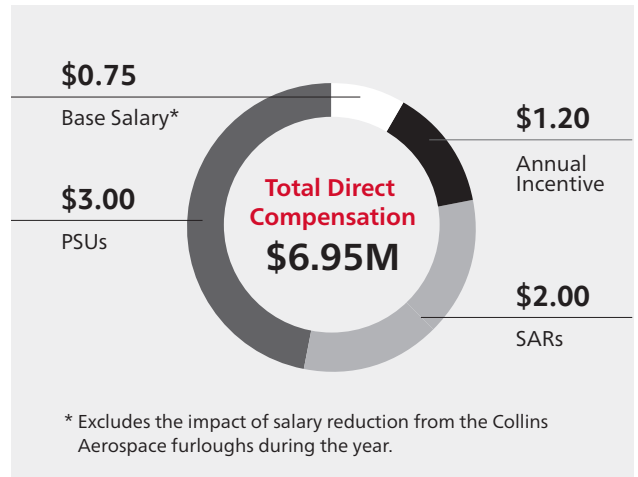 $0.75
Base Salary*
$3.00
PSUs
Total Direct
Compensation
$6.95M
$1.20
Annual
Incentive
$2.00
SARs
* Excludes the impact of salary reduction from the Collins
Aerospace furloughs during the year.